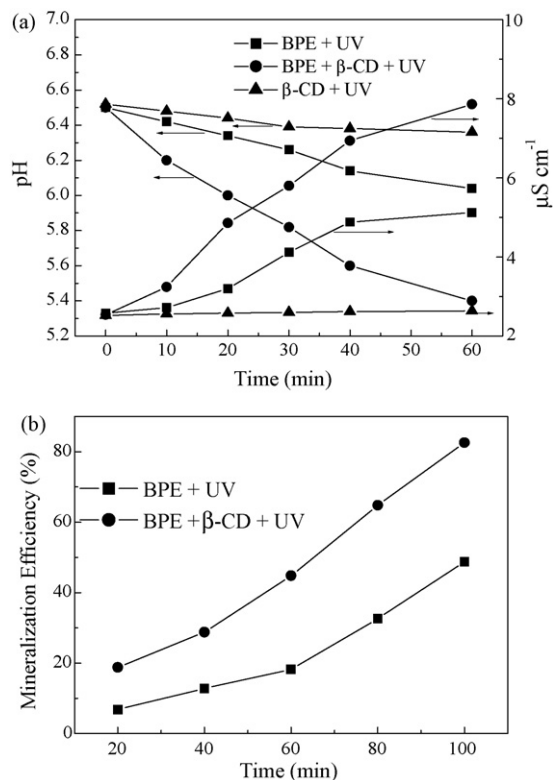 (a)
7.0
6.8
6.6
6.4
6.2
6.0
5.8
5.6
5.4
5.2
pH
10
8
6
4
2
μS cm⁻¹
BPE + UV
BPE + β-CD + UV
β-CD + UV
0 10 20 30 40 50 60
Time (min)
(b)
80
60
40
20
0
Mineralization Efficiency (%)
BPE + UV
BPE + β-CD + UV
20 40 60 80 100
Time (min)